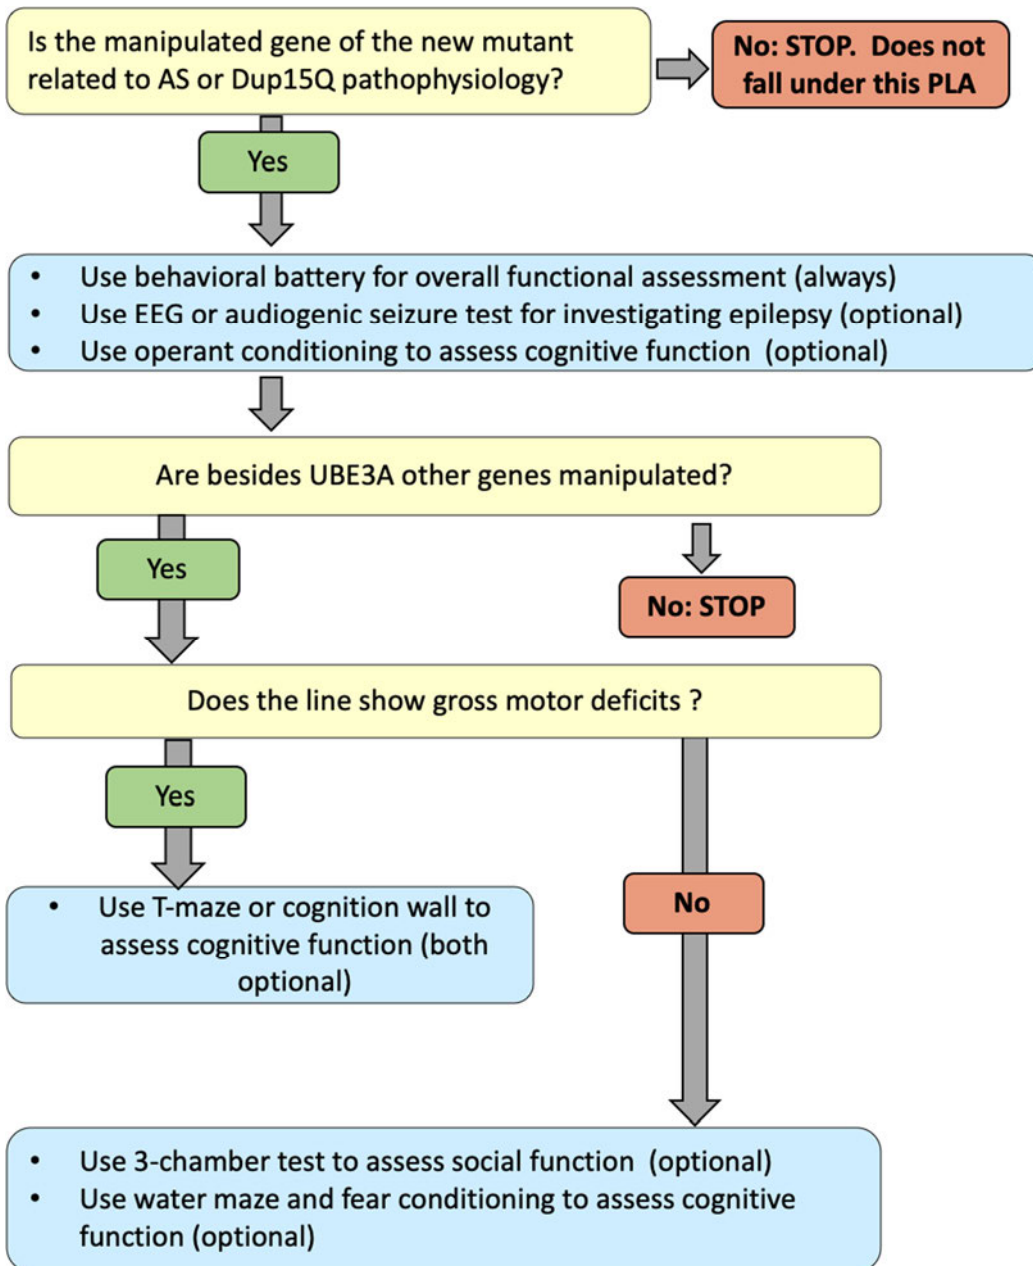 Is the manipulated gene of the new mutant
related to AS or Dup15Q pathophysiology?
No: STOP.  Does not
fall under this PLA
Yes
• Use behavioral battery for overall functional assessment (always)
• Use EEG or audiogenic seizure test for investigating epilepsy (optional)
• Use operant conditioning to assess cognitive function  (optional)
Are besides UBE3A other genes manipulated?
Yes
No: STOP
Does the line show gross motor deficits ?
Yes
No
• Use T-maze or cognition wall to
assess cognitive function (both
optional)
• Use 3-chamber test to assess social function  (optional)
• Use water maze and fear conditioning to assess cognitive
function (optional)